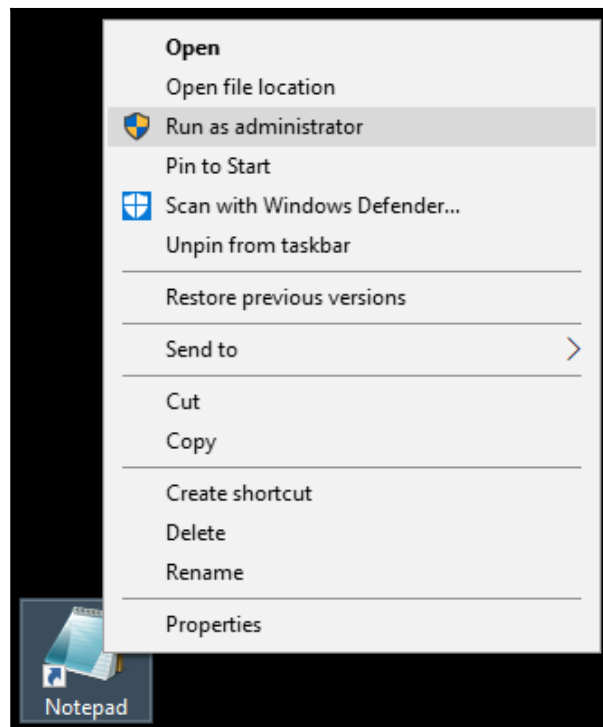 Open
Open file location
Run as administrator
Pin to Start
Scan with Windows Defender...
Unpin from taskbar
Restore previous versions
Send to
Cut
Copy
Create shortcut
Delete
Rename
Properties
Notepad